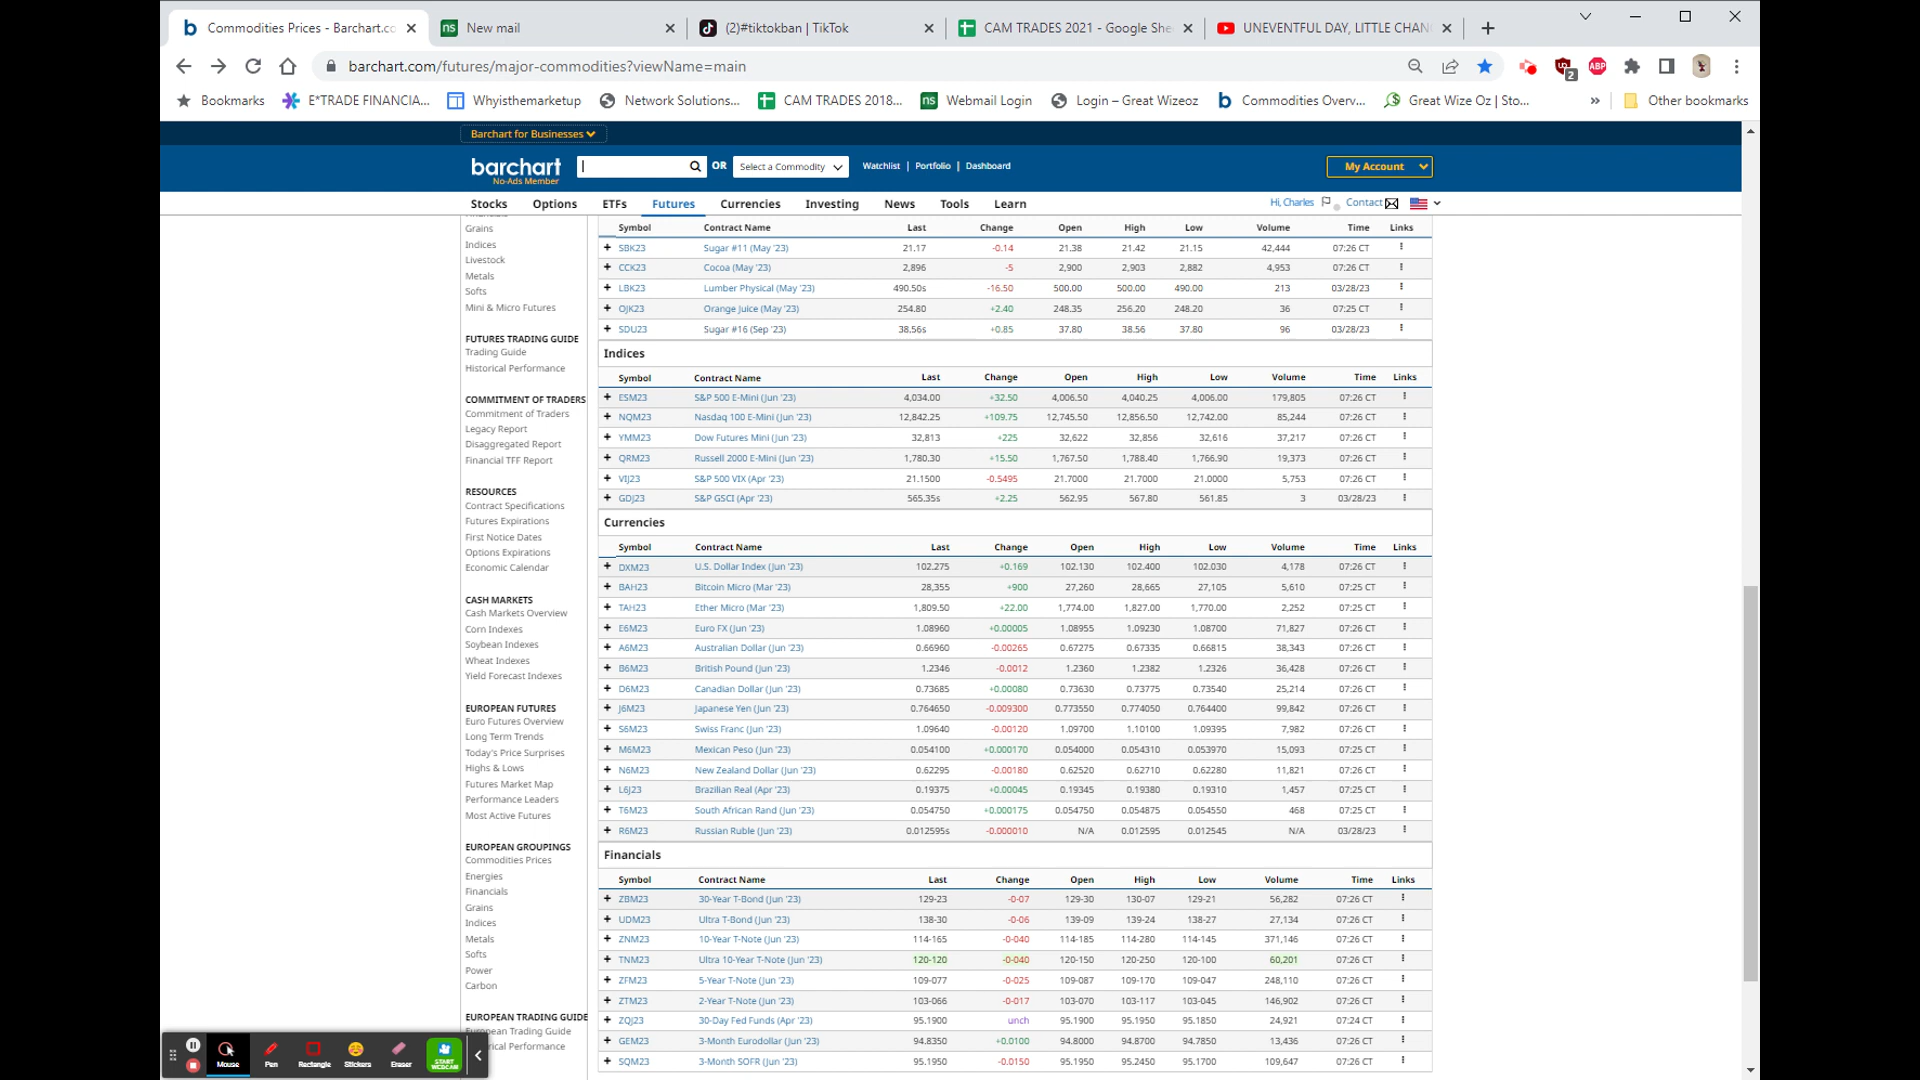 Commodities Prices - Barchart.co New mail (2)#tiktokban | TikTok CAM TRADES 2021 - Google She UNEVENTFUL DAY, LITTLE CHAN
barchart.com/futures/major-commodities?viewName=main
2 ABP
Bookmarks E*TRADE FINANCIA... Whyisthemarketup Network Solutions... CAM TRADES 2018... Webmail Login Login – Great Wizeoz Commodities Overv... Great Wize Oz | Sto... » Other bookmarks
Barchart for Businesses
barchart OR Select a Commodity Watchlist | Portfolio | Dashboard My Account
No-Ads Member
Stocks Options ETFs Futures Currencies Investing News Tools Learn Hi, Charles Contact
Grains
Indices
Livestock
Metals
Softs
Mini & Micro Futures
FUTURES TRADING GUIDE
Trading Guide
Historical Performance
COMMITMENT OF TRADERS
Commitment of Traders
Legacy Report
Disaggregated Report
Financial TFF Report
RESOURCES
Contract Specifications
Futures Expirations
First Notice Dates
Options Expirations
Economic Calendar
CASH MARKETS
Cash Markets Overview
Corn Indexes
Soybean Indexes
Wheat Indexes
Yield Forecast Indexes
EUROPEAN FUTURES
Euro Futures Overview
Long Term Trends
Today's Price Surprises
Highs & Lows
Futures Market Map
Performance Leaders
Most Active Futures
EUROPEAN GROUPINGS
Commodities Prices
Energies
Financials
Grains
Indices
Metals
Softs
Power
Carbon
EUROPEAN TRADING GUIDE
European Trading Guide
rical Performance
Symbol Contract Name Last Change Open High Low Volume Time Links
SBK23 Sugar #11 (May '23) 21.17 -0.14 21.38 21.42 21.15 42,444 07:26 CT
CCK23 Cocoa (May '23) 2,896 -5 2,900 2,903 2,882 4,953 07:26 CT
LBK23 Lumber Physical (May '23) 490.50s -16.50 500.00 500.00 490.00 213 03/28/23
OJK23 Orange Juice (May '23) 254.80 +2.40 248.35 256.20 248.20 36 07:25 CT
SDU23 Sugar #16 (Sep '23) 38.56s +0.85 37.80 38.56 37.80 96 03/28/23
Indices
Symbol Contract Name Last Change Open High Low Volume Time Links
ESM23 S&P 500 E-Mini (Jun '23) 4,034.00 +32.50 4,006.50 4,040.25 4,006.00 179,805 07:26 CT
NQM23 Nasdaq 100 E-Mini (Jun '23) 12,842.25 +109.75 12,745.50 12,856.50 12,742.00 85,244 07:26 CT
YMM23 Dow Futures Mini (Jun '23) 32,813 +225 32,622 32,856 32,616 37,217 07:26 CT
QRM23 Russell 2000 E-Mini (Jun '23) 1,780.30 +15.50 1,767.50 1,788.40 1,766.90 19,373 07:26 CT
VIJ23 S&P 500 VIX (Apr '23) 21.1500 -0.5495 21.7000 21.7000 21.0000 5,753 07:26 CT
GDJ23 S&P GSCI (Apr '23) 565.35s +2.25 562.95 567.80 561.85 3 03/28/23
Currencies
Symbol Contract Name Last Change Open High Low Volume Time Links
DXM23 U.S. Dollar Index (Jun '23) 102.275 +0.169 102.130 102.400 102.030 4,178 07:26 CT
BAH23 Bitcoin Micro (Mar '23) 28,355 +900 27,260 28,665 27,105 5,610 07:25 CT
TAH23 Ether Micro (Mar '23) 1,809.50 +22.00 1,774.00 1,827.00 1,770.00 2,252 07:25 CT
E6M23 Euro FX (Jun '23) 1.08960 +0.00005 1.08955 1.09230 1.08700 71,827 07:26 CT
A6M23 Australian Dollar (Jun '23) 0.66960 -0.00265 0.67275 0.67335 0.66815 38,343 07:26 CT
B6M23 British Pound (Jun '23) 1.2346 -0.0012 1.2360 1.2382 1.2326 36,428 07:26 CT
D6M23 Canadian Dollar (Jun '23) 0.73685 +0.00080 0.73630 0.73775 0.73540 25,214 07:26 CT
J6M23 Japanese Yen (Jun '23) 0.764650 -0.009300 0.773550 0.774050 0.764400 99,842 07:26 CT
S6M23 Swiss Franc (Jun '23) 1.09640 -0.00120 1.09700 1.10100 1.09395 7,982 07:26 CT
M6M23 Mexican Peso (Jun '23) 0.054100 +0.000170 0.054000 0.054310 0.053970 15,093 07:25 CT
N6M23 New Zealand Dollar (Jun '23) 0.62295 -0.00180 0.62520 0.62710 0.62280 11,821 07:26 CT
L6J23 Brazilian Real (Apr '23) 0.19375 +0.00045 0.19345 0.19380 0.19310 1,457 07:25 CT
T6M23 South African Rand (Jun '23) 0.054750 +0.000175 0.054750 0.054875 0.054550 468 07:25 CT
R6M23 Russian Ruble (Jun '23) 0.012595s -0.000010 N/A 0.012595 0.012545 N/A 03/28/23
Financials
Symbol Contract Name Last Change Open High Low Volume Time Links
ZBM23 30-Year T-Bond (Jun '23) 129-23 -0-07 129-30 130-07 129-21 56,282 07:26 CT
UDM23 Ultra T-Bond (Jun '23) 138-30 -0-06 139-09 139-24 138-27 27,134 07:26 CT
ZNM23 10-Year T-Note (Jun '23) 114-165 -0-040 114-185 114-280 114-145 371,146 07:26 CT
TNM23 Ultra 10-Year T-Note (Jun '23) 120-120 -0-040 120-150 120-250 120-100 60,201 07:26 CT
ZFM23 5-Year T-Note (Jun '23) 109-077 -0-025 109-087 109-170 109-047 248,110 07:26 CT
ZTM23 2-Year T-Note (Jun '23) 103-066 -0-017 103-070 103-117 103-045 146,902 07:26 CT
ZQJ23 30-Day Fed Funds (Apr '23) 95.1900 unch 95.1900 95.1950 95.1850 24,921 07:24 CT
GEM23 3-Month Eurodollar (Jun '23) 94.8350 +0.0100 94.8000 94.8700 94.7850 13,436 07:26 CT
SQM23 3-Month SOFR (Jun '23) 95.1950 -0.0150 95.1950 95.2450 95.1700 109,647 07:26 CT
Mouse Pen Rectangle Stickers Eraser START WEBCAM